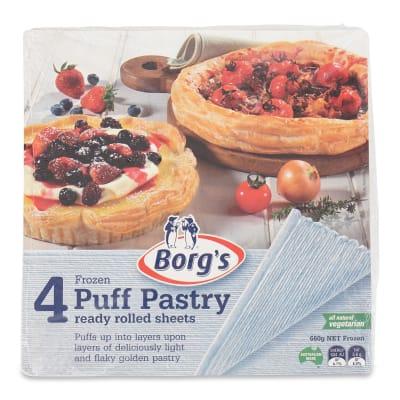 Borg's
Frozen
4 Puff Pastry
ready rolled sheets
Puffs up into layers upon
layers of deliciously light
and flaky golden pastry
all natural
vegetarian
660g NET Frozen